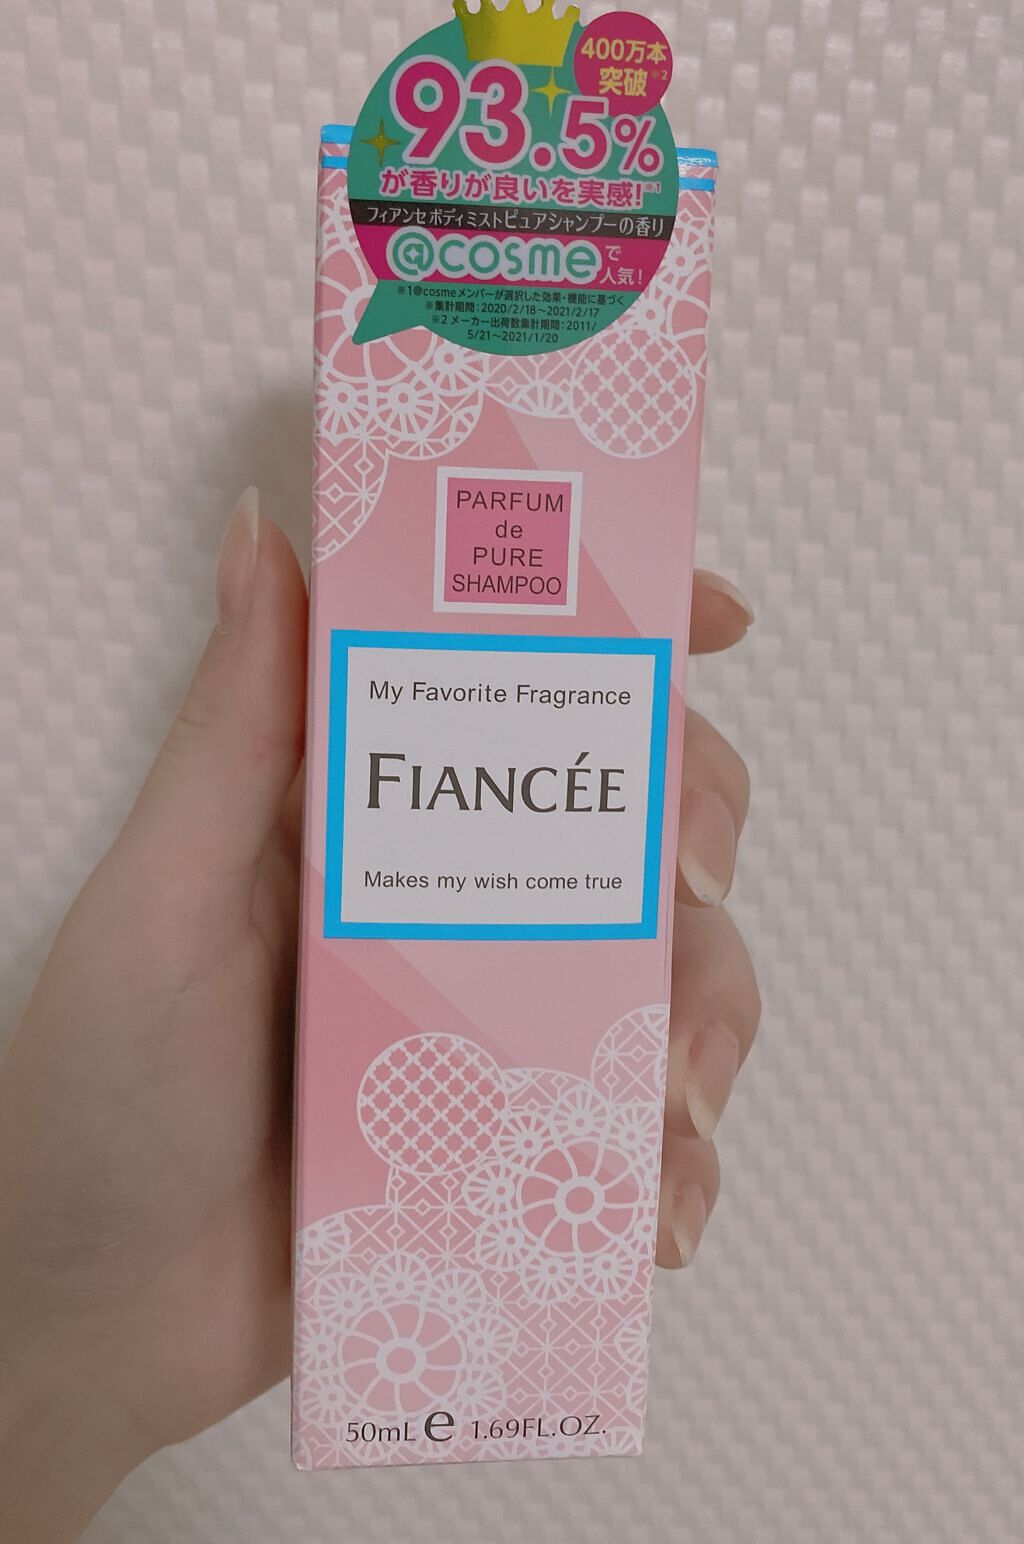 400万本
突破※2
93.5%
が香りが良いを実感!※1
フィアンセ ボディミストピュアシャンプーの香り
@cosmeで
人気!
※1@cosmeメンバーが選択した効果・機能に基づく
※集計期間:2020/2/18~2021/2/17
※2 メーカー出荷数集計期間:2011/
5/21~2021/1/20
PARFUM
de
PURE
SHAMPOO
My Favorite Fragrance
FIANCÉE
Makes my wish come true
50mL e 1.69FL.OZ.